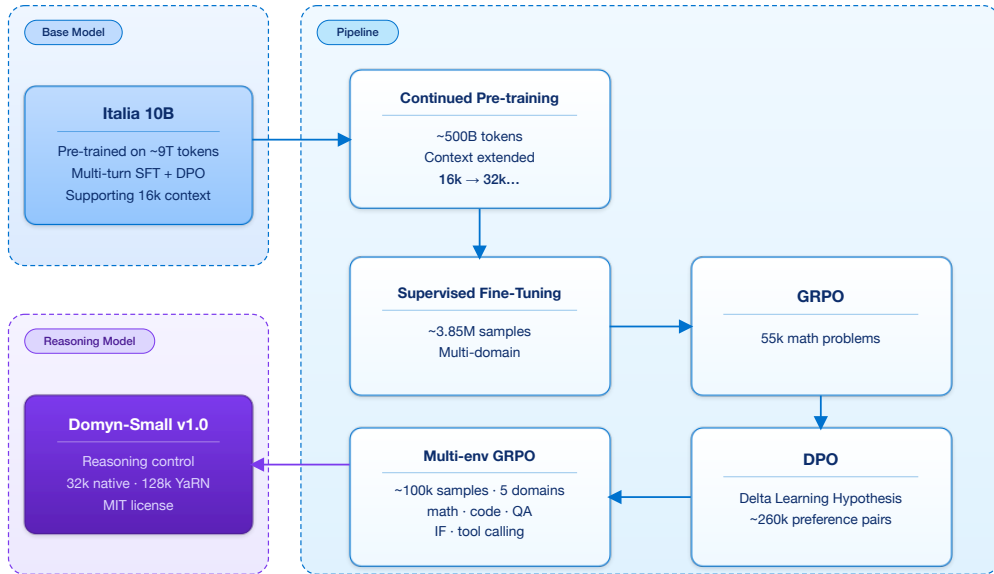 Base Model
Italia 10B
Pre-trained on ~9T tokens
Multi-turn SFT + DPO
Supporting 16k context
Pipeline
Continued Pre-training
~500B tokens
Context extended
16k → 32k…
Supervised Fine-Tuning
~3.85M samples
Multi-domain
GRPO
55k math problems
DPO
Delta Learning Hypothesis
~260k preference pairs
Multi-env GRPO
~100k samples · 5 domains
math · code · QA
IF · tool calling
Reasoning Model
Domyn-Small v1.0
Reasoning control
32k native · 128k YaRN
MIT license